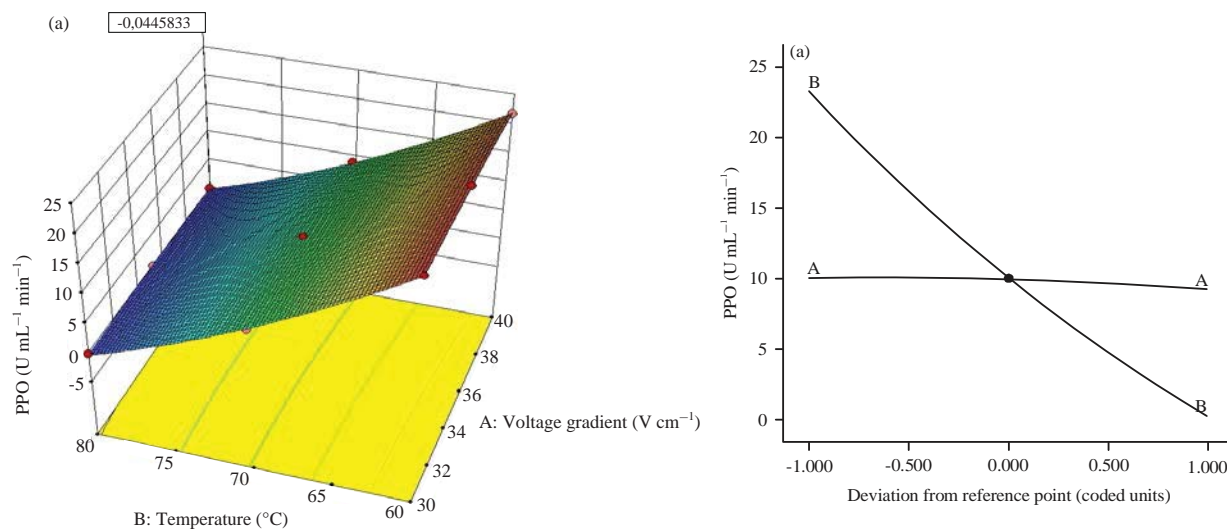 (a)
-0,0445833
25
20
15
10
5
0
-5
PPO (U mL⁻¹ min⁻¹)
80
75
70
65
60
B: Temperature (°C)
40
38
36
34
32
30
A: Voltage gradient (V cm⁻¹)
(a)
25
20
15
10
5
0
PPO (U mL⁻¹ min⁻¹)
B
A
A
B
-1.000
-0.500
0.000
0.500
1.000
Deviation from reference point (coded units)